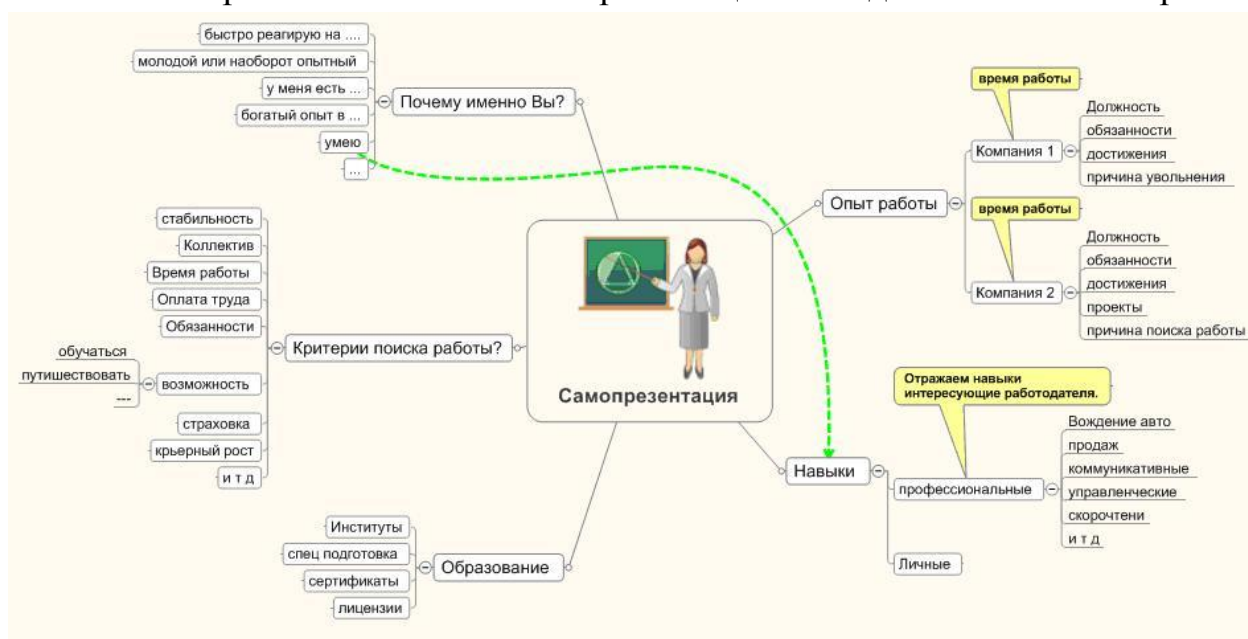 быстро реагирую на ....
молодой или наоборот опытный
у меня есть ...
богатый опыт в ...
умею
...
Почему именно Вы?
стабильность
Коллектив
Время работы
Оплата труда
Обязанности
возможность
обучаться
путишествовать
---
страховка
крьерный рост
и т д
Критерии поиска работы?
Институты
спец подготовка
сертификаты
лицензии
Образование
Самопрезентация
Опыт работы
время работы
Компания 1
Должность
обязанности
достижения
причина увольнения
время работы
Компания 2
Должность
обязанности
достижения
проекты
причина поиска работы
Навыки
Отражаем навыки
интересующие работодателя.
профессиональные
Вождение авто
продаж
коммуникативные
управленческие
скорочтени
и т д
Личные